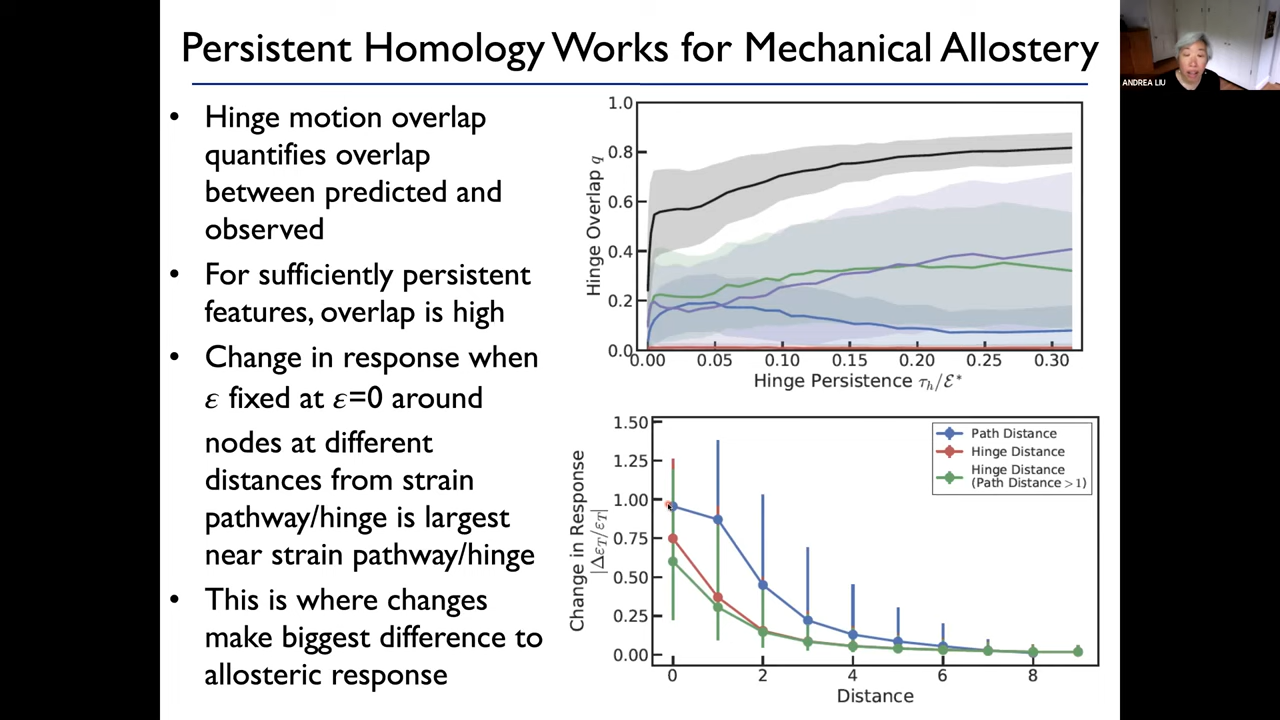 Persistent Homology Works for Mechanical Allostery
ANDREA LIU
• Hinge motion overlap
quantifies overlap
between predicted and
observed
• For sufficiently persistent
features, overlap is high
• Change in response when
ε fixed at ε=0 around
nodes at different
distances from strain
pathway/hinge is largest
near strain pathway/hinge
• This is where changes
make biggest difference to
allosteric response
1.0
0.8
0.6
0.4
0.2
0.0
Hinge Overlap q
0.00 0.05 0.10 0.15 0.20 0.25 0.30
Hinge Persistence τh/ℰ*
1.50
1.25
1.00
0.75
0.50
0.25
0.00
Change in Response
|ΔεT/εT|
Path Distance
Hinge Distance
Hinge Distance
(Path Distance > 1)
0 2 4 6 8
Distance